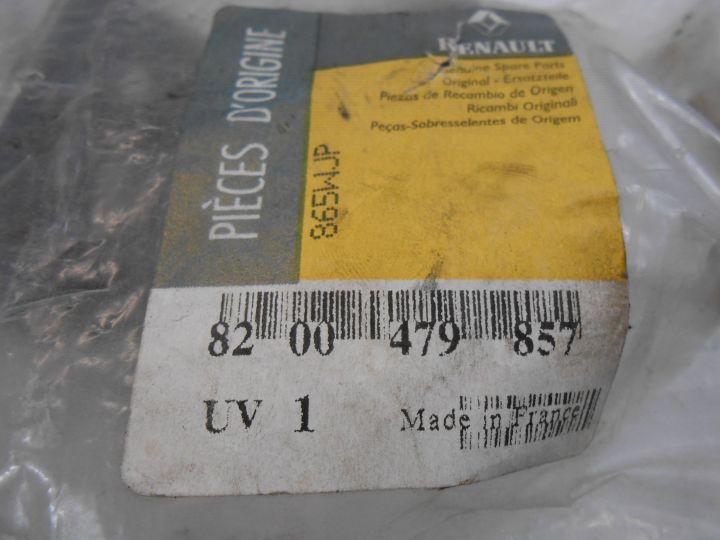 RENAULT
Genuine Spare Parts
Original - Ersatzteile
Piezas de Recambio de Origen
Ricambi Originali
Peças-Sobresselentes de Origem
PIÈCES D'ORIGINE
865WJP
82 00 479 857
UV 1
Made in France